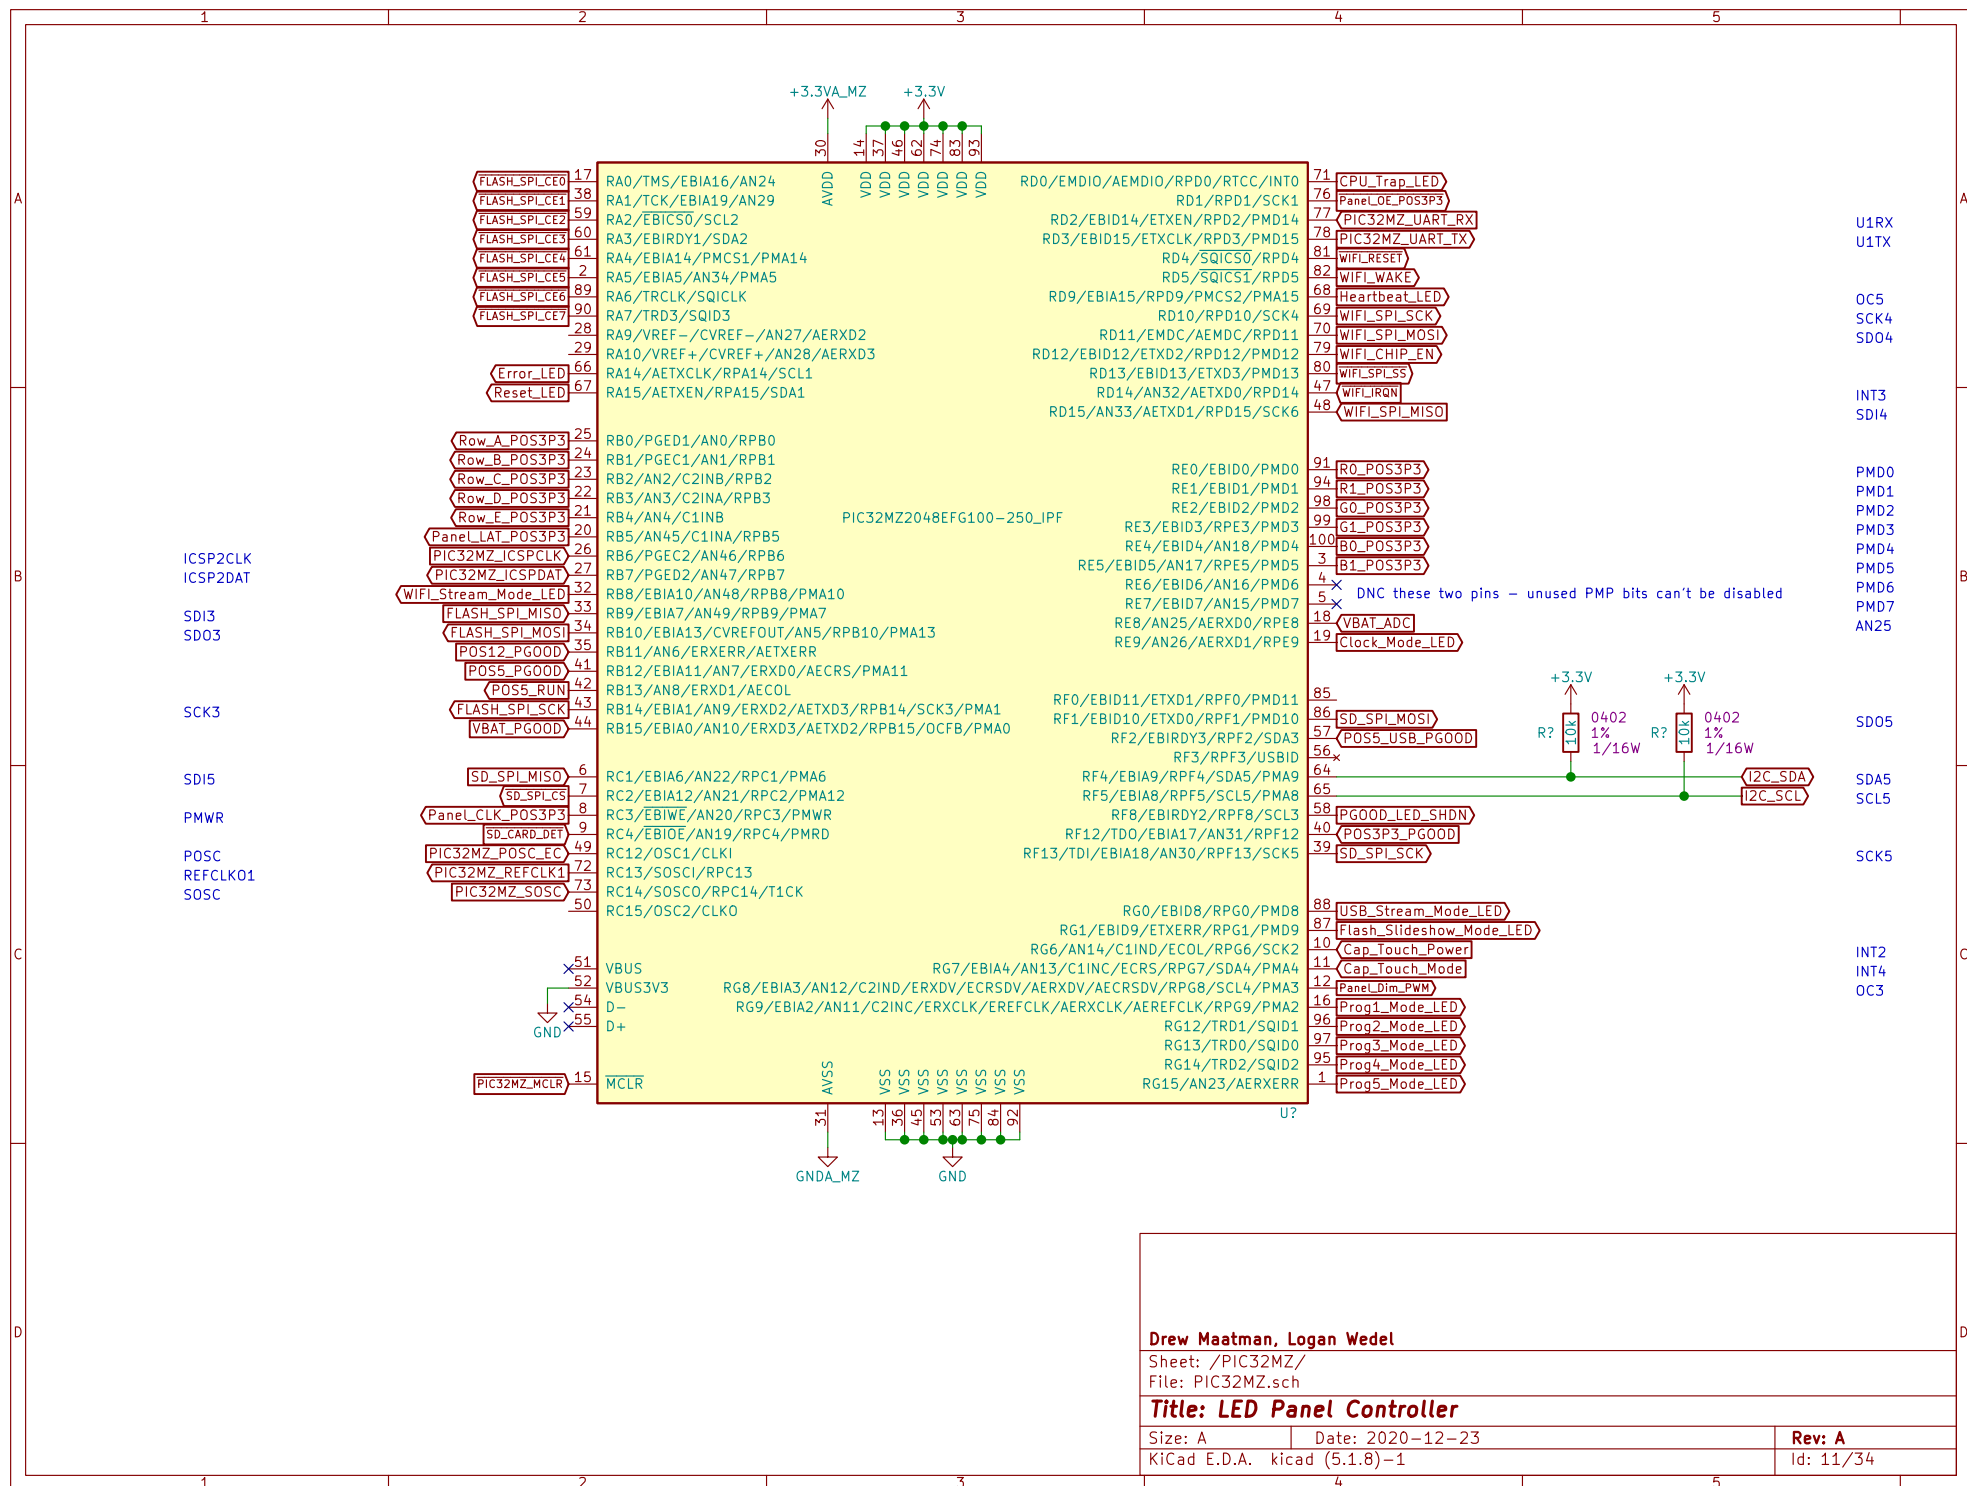 1 2 3 4 5
+3.3VA_MZ +3.3V
30 14 37 46 62 74 83 93
AVDD VDD VDD VDD VDD VDD VDD VDD
A A
FLASH_SPI_CE0 17 RA0/TMS/EBIA16/AN24
FLASH_SPI_CE1 38 RA1/TCK/EBIA19/AN29
FLASH_SPI_CE2 59 RA2/EBICS0/SCL2
FLASH_SPI_CE3 60 RA3/EBIRDY1/SDA2
FLASH_SPI_CE4 61 RA4/EBIA14/PMCS1/PMA14
FLASH_SPI_CE5 2 RA5/EBIA5/AN34/PMA5
FLASH_SPI_CE6 89 RA6/TRCLK/SQICLK
FLASH_SPI_CE7 90 RA7/TRD3/SQID3
28 RA9/VREF-/CVREF-/AN27/AERXD2
29 RA10/VREF+/CVREF+/AN28/AERXD3
Error_LED 66 RA14/AETXCLK/RPA14/SCL1
Reset_LED 67 RA15/AETXEN/RPA15/SDA1
Row_A_POS3P3 25 RB0/PGED1/AN0/RPB0
Row_B_POS3P3 24 RB1/PGEC1/AN1/RPB1
Row_C_POS3P3 23 RB2/AN2/C2INB/RPB2
Row_D_POS3P3 22 RB3/AN3/C2INA/RPB3
Row_E_POS3P3 21 RB4/AN4/C1INB
Panel_LAT_POS3P3 20 RB5/AN45/C1INA/RPB5
ICSP2CLK PIC32MZ_ICSPCLK 26 RB6/PGEC2/AN46/RPB6
B B
ICSP2DAT PIC32MZ_ICSPDAT 27 RB7/PGED2/AN47/RPB7
WIFI_Stream_Mode_LED 32 RB8/EBIA10/AN48/RPB8/PMA10
SDI3 FLASH_SPI_MISO 33 RB9/EBIA7/AN49/RPB9/PMA7
SDO3 FLASH_SPI_MOSI 34 RB10/EBIA13/CVREFOUT/AN5/RPB10/PMA13
POS12_PGOOD 35 RB11/AN6/ERXERR/AETXERR
POS5_PGOOD 41 RB12/EBIA11/AN7/ERXD0/AECRS/PMA11
POS5_RUN 42 RB13/AN8/ERXD1/AECOL
SCK3 FLASH_SPI_SCK 43 RB14/EBIA1/AN9/ERXD2/AETXD3/RPB14/SCK3/PMA1
VBAT_PGOOD 44 RB15/EBIA0/AN10/ERXD3/AETXD2/RPB15/OCFB/PMA0
SDI5 SD_SPI_MISO 6 RC1/EBIA6/AN22/RPC1/PMA6
SD_SPI_CS 7 RC2/EBIA12/AN21/RPC2/PMA12
PMWR Panel_CLK_POS3P3 8 RC3/EBIWE/AN20/RPC3/PMWR
SD_CARD_DET 9 RC4/EBIOE/AN19/RPC4/PMRD
POSC PIC32MZ_POSC_EC 49 RC12/OSC1/CLKI
REFCLKO1 PIC32MZ_REFCLK1 72 RC13/SOSCI/RPC13
SOSC PIC32MZ_SOSC 73 RC14/SOSCO/RPC14/T1CK
50 RC15/OSC2/CLKO
C C
51 VBUS
52 VBUS3V3
54 D-
55 D+
GND
PIC32MZ_MCLR 15 MCLR
PIC32MZ2048EFG100-250_IPF
RD0/EMDIO/AEMDIO/RPD0/RTCC/INT0 71 CPU_Trap_LED
RD1/RPD1/SCK1 76 Panel_OE_POS3P3
RD2/EBID14/ETXEN/RPD2/PMD14 77 PIC32MZ_UART_RX U1RX
RD3/EBID15/ETXCLK/RPD3/PMD15 78 PIC32MZ_UART_TX U1TX
RD4/SQICS0/RPD4 81 WIFI_RESET
RD5/SQICS1/RPD5 82 WIFI_WAKE
RD9/EBIA15/RPD9/PMCS2/PMA15 68 Heartbeat_LED OC5
RD10/RPD10/SCK4 69 WIFI_SPI_SCK SCK4
RD11/EMDC/AEMDC/RPD11 70 WIFI_SPI_MOSI SDO4
RD12/EBID12/ETXD2/RPD12/PMD12 79 WIFI_CHIP_EN
RD13/EBID13/ETXD3/PMD13 80 WIFI_SPI_SS
RD14/AN32/AETXD0/RPD14 47 WIFI_IRQN INT3
RD15/AN33/AETXD1/RPD15/SCK6 48 WIFI_SPI_MISO SDI4
RE0/EBID0/PMD0 91 R0_POS3P3 PMD0
RE1/EBID1/PMD1 94 R1_POS3P3 PMD1
RE2/EBID2/PMD2 98 G0_POS3P3 PMD2
RE3/EBID3/RPE3/PMD3 99 G1_POS3P3 PMD3
RE4/EBID4/AN18/PMD4 100 B0_POS3P3 PMD4
RE5/EBID5/AN17/RPE5/PMD5 3 B1_POS3P3 PMD5
RE6/EBID6/AN16/PMD6 4 PMD6
DNC these two pins - unused PMP bits can't be disabled
RE7/EBID7/AN15/PMD7 5 PMD7
RE8/AN25/AERXD0/RPE8 18 VBAT_ADC AN25
RE9/AN26/AERXD1/RPE9 19 Clock_Mode_LED
+3.3V +3.3V
RF0/EBID11/ETXD1/RPF0/PMD11 85
RF1/EBID10/ETXD0/RPF1/PMD10 86 SD_SPI_MOSI SDO5
R? 10k 0402 1% 1/16W
R? 10k 0402 1% 1/16W
RF2/EBIRDY3/RPF2/SDA3 57 POS5_USB_PGOOD
RF3/RPF3/USBID 56
RF4/EBIA9/RPF4/SDA5/PMA9 64 I2C_SDA SDA5
RF5/EBIA8/RPF5/SCL5/PMA8 65 I2C_SCL SCL5
RF8/EBIRDY2/RPF8/SCL3 58 PGOOD_LED_SHDN
RF12/TDO/EBIA17/AN31/RPF12 40 POS3P3_PGOOD
RF13/TDI/EBIA18/AN30/RPF13/SCK5 39 SD_SPI_SCK SCK5
RG0/EBID8/RPG0/PMD8 88 USB_Stream_Mode_LED
RG1/EBID9/ETXERR/RPG1/PMD9 87 Flash_Slideshow_Mode_LED
RG6/AN14/C1IND/ECOL/RPG6/SCK2 10 Cap_Touch_Power INT2
RG7/EBIA4/AN13/C1INC/ECRS/RPG7/SDA4/PMA4 11 Cap_Touch_Mode INT4
RG8/EBIA3/AN12/C2IND/ERXDV/ECRSDV/AERXDV/AECRSDV/RPG8/SCL4/PMA3 12 Panel_Dim_PWM OC3
RG9/EBIA2/AN11/C2INC/ERXCLK/EREFCLK/AERXCLK/AEREFCLK/RPG9/PMA2 16 Prog1_Mode_LED
RG12/TRD1/SQID1 96 Prog2_Mode_LED
RG13/TRD0/SQID0 97 Prog3_Mode_LED
RG14/TRD2/SQID2 95 Prog4_Mode_LED
RG15/AN23/AERXERR 1 Prog5_Mode_LED
AVSS VSS VSS VSS VSS VSS VSS VSS VSS
31 13 36 45 53 63 75 84 92
U?
GNDA_MZ GND
D D
Drew Maatman, Logan Wedel
Sheet: /PIC32MZ/
File: PIC32MZ.sch
Title: LED Panel Controller
Size: A Date: 2020-12-23 Rev: A
KiCad E.D.A. kicad (5.1.8)-1 Id: 11/34
1 2 3 4 5